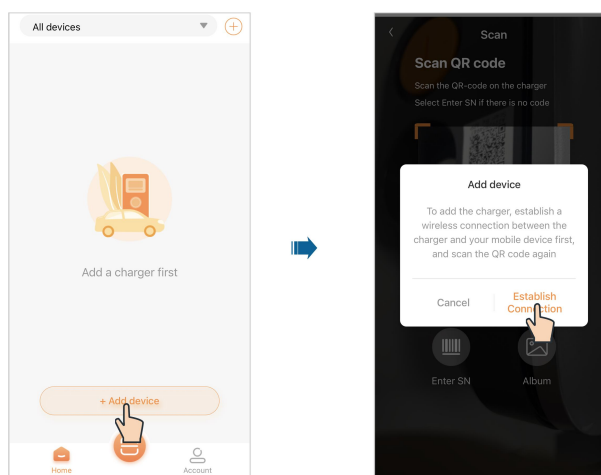 All devices
Add a charger first
+ Add device
Home
Account
Scan
Scan QR code
Scan the QR-code on the charger
Select Enter SN if there is no code
Add device
To add the charger, establish a
wireless connection between the
charger and your mobile device first,
and scan the QR code again
Cancel
Establish
Connection
Enter SN
Album